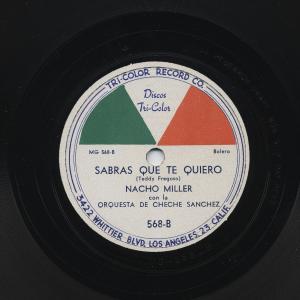 TRI-COLOR RECORD CO.
Discos
Tri-Color
MG 568-B
Bolero
SABRAS QUE TE QUIERO
(Teddy Fregoso)
NACHO MILLER
con la
ORQUESTA DE CHECHE SANCHEZ
568-B
3422 WHITTIER BLVD. LOS ANGELES, 23 CALIF.